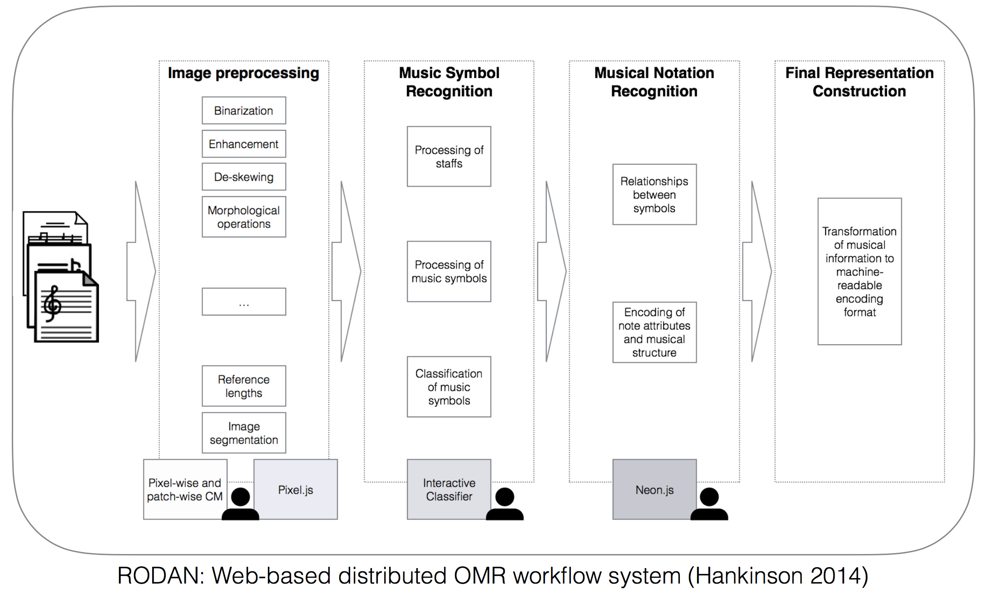 Image preprocessing
Binarization
Enhancement
De-skewing
Morphological
operations
...
Reference
lengths
Image
segmentation
Pixel-wise and
patch-wise CM
Pixel.js
Music Symbol
Recognition
Processing of
staffs
Processing of
music symbols
Classification
of music
symbols
Interactive
Classifier
Musical Notation
Recognition
Relationships
between
symbols
Encoding of
note attributes
and musical
structure
Neon.js
Final Representation
Construction
Transformation
of musical
information to
machine-
readable
encoding
format
RODAN: Web-based distributed OMR workflow system (Hankinson 2014)